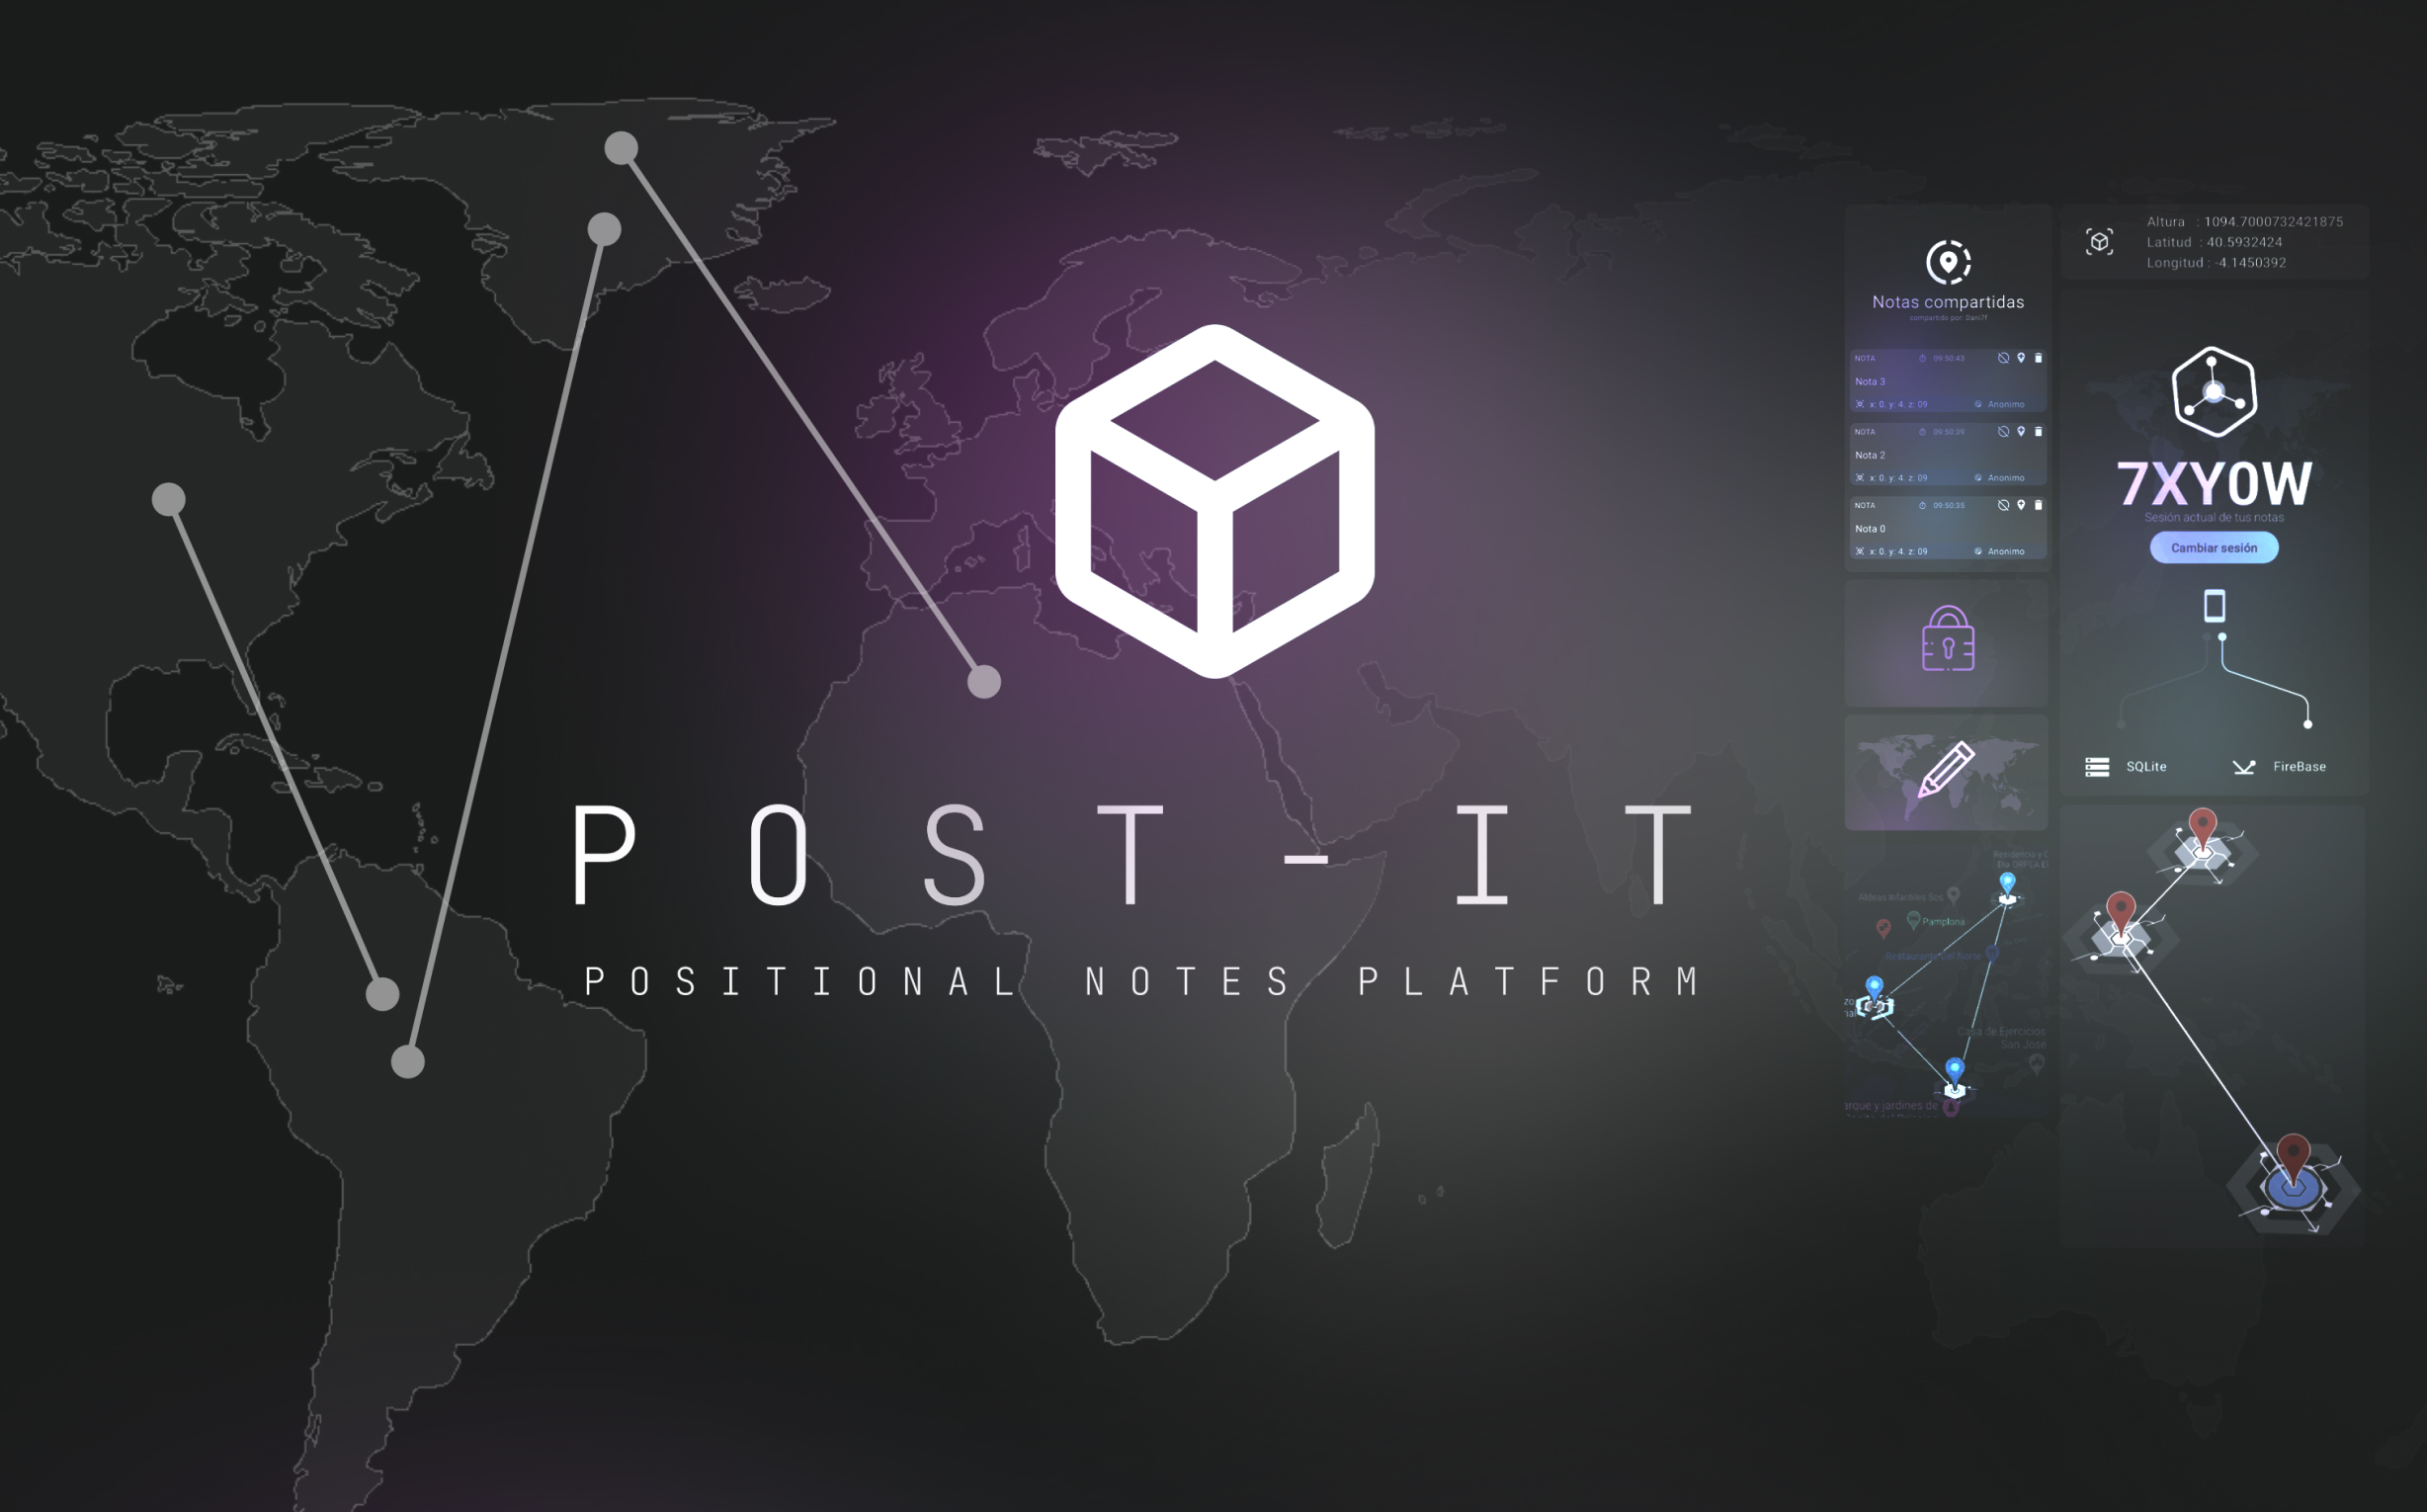 POST-IT
POSITIONAL NOTES PLATFORM
Notas compartidas
compartido por: Dani7f
NOTA 09:50:43
Nota 3
x: 0. y: 4. z: 09 Anonimo
NOTA 09:50:39
Nota 2
x: 0. y: 4. z: 09 Anonimo
NOTA 09:50:35
Nota 0
x: 0. y: 4. z: 09 Anonimo
Altura : 1094.7000732421875
Latitud : 40.5932424
Longitud : -4.1450392
7XY0W
Sesión actual de tus notas
Cambiar sesión
SQLite FireBase
Residencia y
Aldeas Infantiles Sos
Pamplona
Restaurante Del Norte
Casa de Ejercicios
San José
arque y jardines de